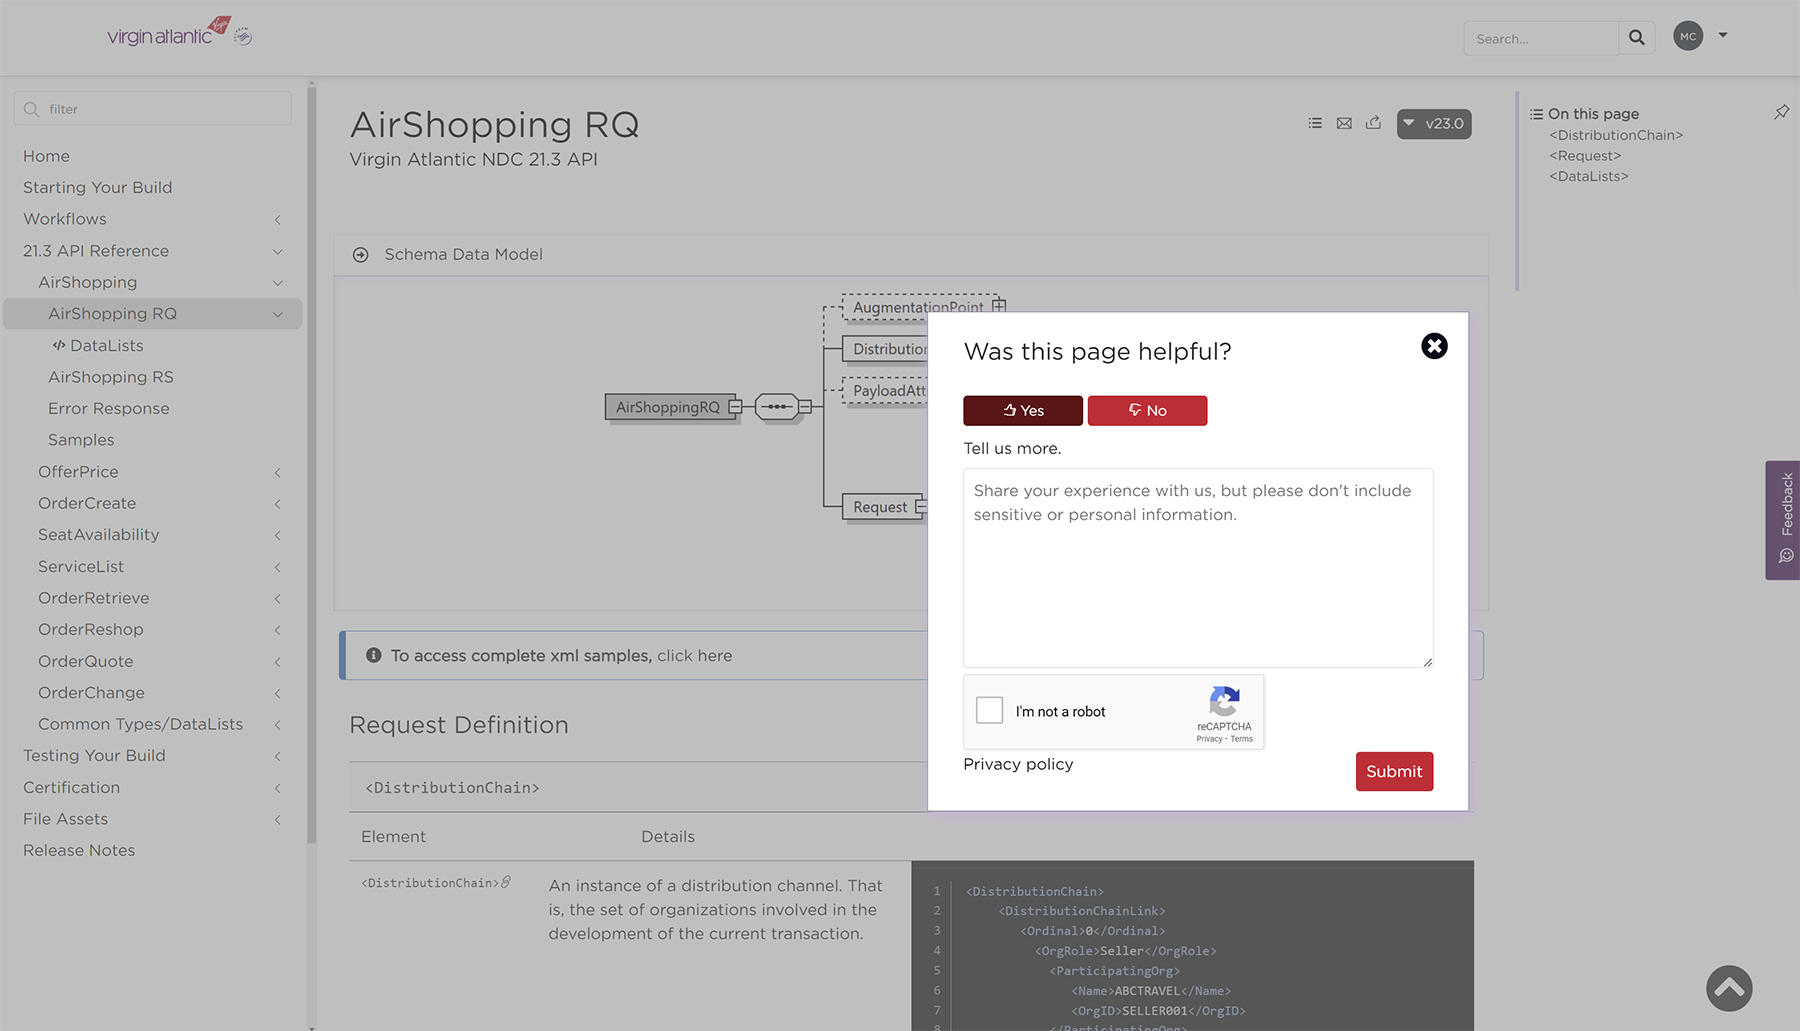 virgin atlantic
Search...
MC
filter
Home
Starting Your Build
Workflows
21.3 API Reference
AirShopping
AirShopping RQ
DataLists
AirShopping RS
Error Response
Samples
OfferPrice
OrderCreate
SeatAvailability
ServiceList
OrderRetrieve
OrderReshop
OrderQuote
OrderChange
Common Types/DataLists
Testing Your Build
Certification
File Assets
Release Notes
AirShopping RQ
Virgin Atlantic NDC 21.3 API
v23.0
Schema Data Model
AugmentationPoint
Distributio
PayloadAtt
AirShoppingRQ
Request
To access complete xml samples, click here
Request Definition
<DistributionChain>
Element Details
<DistributionChain>
An instance of a distribution channel. That
is, the set of organizations involved in the
development of the current transaction.
1 <DistributionChain>
2 <DistributionChainLink>
3 <Ordinal>0</Ordinal>
4 <OrgRole>Seller</OrgRole>
5 <ParticipatingOrg>
6 <Name>ABCTRAVEL</Name>
7 <OrgID>SELLER001</OrgID>
8 </ParticipatingOrg>
Was this page helpful?
Yes No
Tell us more.
Share your experience with us, but please don't include
sensitive or personal information.
I'm not a robot
reCAPTCHA
Privacy - Terms
Privacy policy
Submit
On this page
<DistributionChain>
<Request>
<DataLists>
Feedback